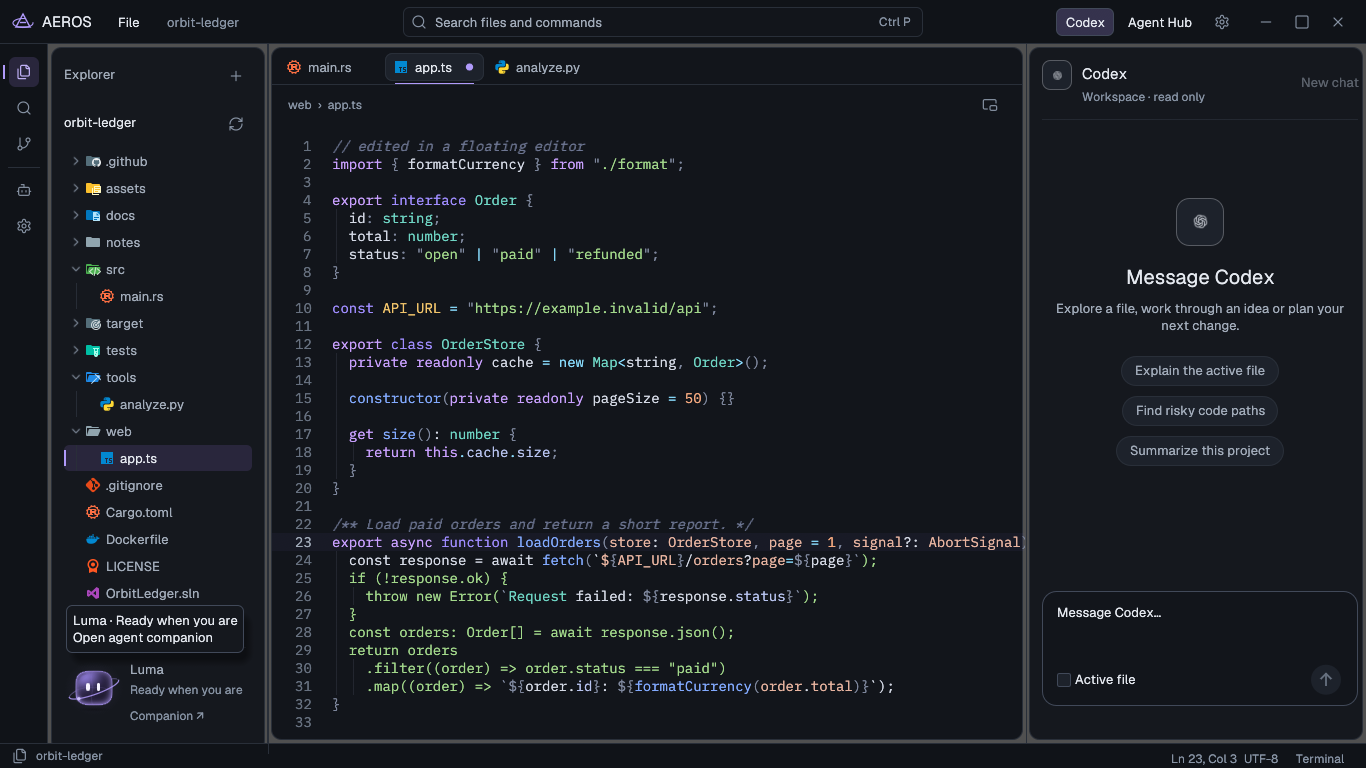 AEROS File orbit-ledger Search files and commands Ctrl P Codex Agent Hub
Explorer
orbit-ledger
.github
assets
docs
notes
src
main.rs
target
tests
tools
analyze.py
web
app.ts
.gitignore
Cargo.toml
Dockerfile
LICENSE
OrbitLedger.sln
Luma · Ready when you are
Open agent companion
Luma
Ready when you are
Companion ↗
main.rs app.ts analyze.py
web › app.ts
1 // edited in a floating editor
2 import { formatCurrency } from "./format";
3
4 export interface Order {
5 id: string;
6 total: number;
7 status: "open" | "paid" | "refunded";
8 }
9
10 const API_URL = "https://example.invalid/api";
11
12 export class OrderStore {
13 private readonly cache = new Map<string, Order>();
14
15 constructor(private readonly pageSize = 50) {}
16
17 get size(): number {
18 return this.cache.size;
19 }
20 }
21
22 /** Load paid orders and return a short report. */
23 export async function loadOrders(store: OrderStore, page = 1, signal?: AbortSignal)
24 const response = await fetch(`${API_URL}/orders?page=${page}`);
25 if (!response.ok) {
26 throw new Error(`Request failed: ${response.status}`);
27 }
28 const orders: Order[] = await response.json();
29 return orders
30 .filter((order) => order.status === "paid")
31 .map((order) => `${order.id}: ${formatCurrency(order.total)}`);
32 }
33
Codex
Workspace · read only
New chat
Message Codex
Explore a file, work through an idea or plan your
next change.
Explain the active file
Find risky code paths
Summarize this project
Message Codex…
Active file
orbit-ledger Ln 23, Col 3 UTF-8 Terminal